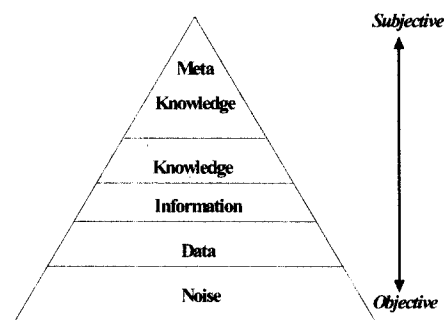 Subjective
Meta
Knowledge
Knowledge
Information
Data
Noise
Objective